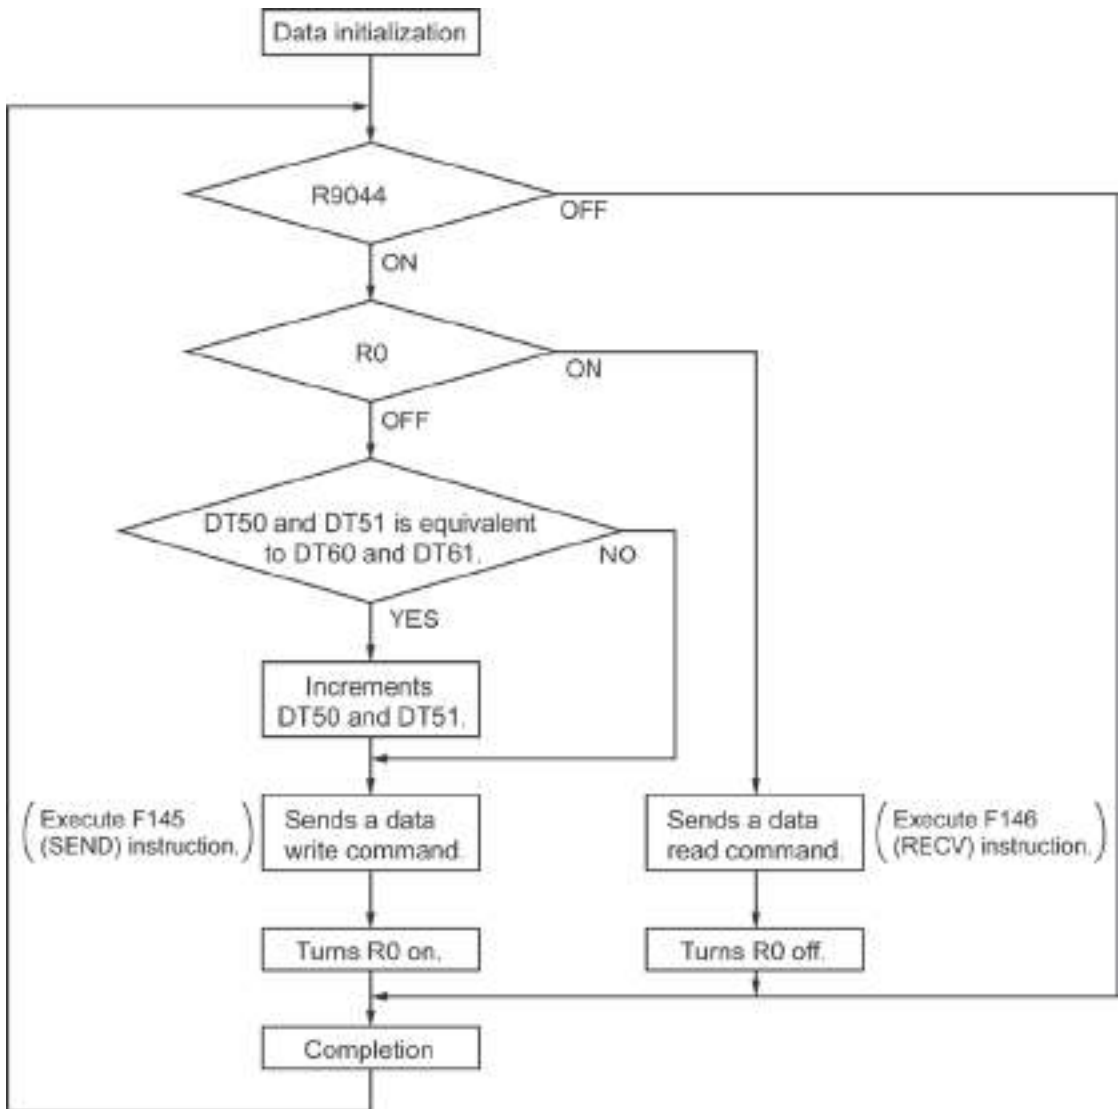 Data initialization
R9044
OFF
ON
R0
ON
OFF
DT50 and DT51 is equivalent
to DT60 and DT61.
NO
YES
Increments
DT50 and DT51.
(Execute F145
(SEND) instruction.)
Sends a data
write command.
Sends a data
read command.
(Execute F146
(RECV) instruction.)
Turns R0 on.
Turns R0 off.
Completion